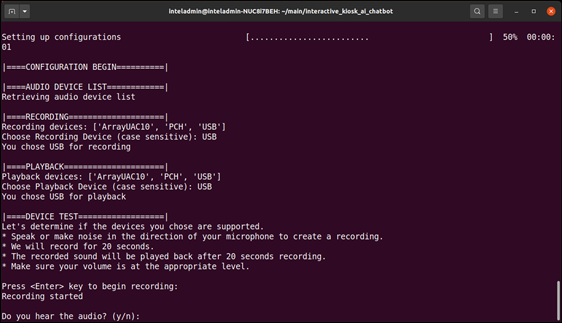 inteladmin@inteladmin-NUC8i7BEH: ~/main/interactive_kiosk_ai_chatbot
Setting up configurations [......................... ] 50% 00:00:
01
|====CONFIGURATION BEGIN==========|
|====AUDIO DEVICE LIST============|
Retrieving audio device list
|====RECORDING====================|
Recording devices: ['ArrayUAC10', 'PCH', 'USB']
Choose Recording Device (case sensitive): USB
You chose USB for recording
|====PLAYBACK=====================|
Playback devices: ['ArrayUAC10', 'PCH', 'USB']
Choose Playback Device (case sensitive): USB
You chose USB for playback
|====DEVICE TEST==================|
Let's determine if the devices you chose are supported.
* Speak or make noise in the direction of your microphone to create a recording.
* We will record for 20 seconds.
* The recorded sound will be played back after 20 seconds recording.
* Make sure your volume is at the appropriate level.
Press <Enter> key to begin recording:
Recording started
Do you hear the audio? (y/n):